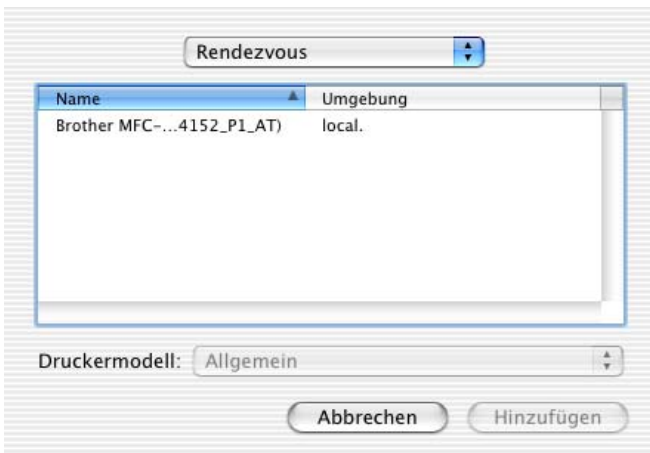 Rendezvous
Name Umgebung
Brother MFC-...4152_P1_AT) local.
Druckermodell: Allgemein
Abbrechen Hinzufügen